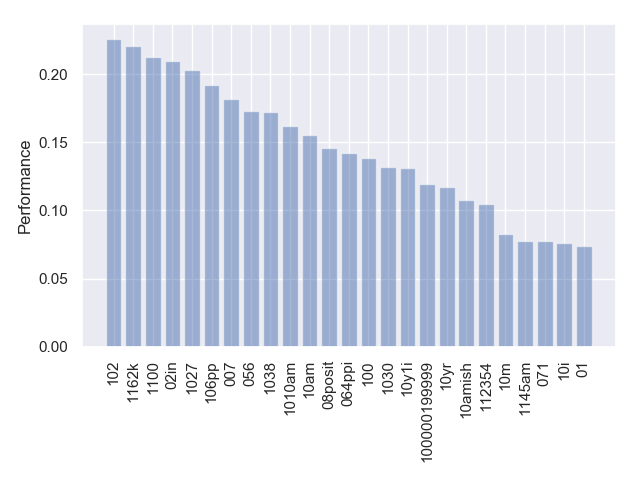 0.20
0.15
0.10
0.05
0.00
Performance
102
1162k
1100
02in
1027
106pp
007
056
1038
1010am
10am
08posit
064ppi
100
1030
10y1i
100000199999
10yr
10amish
112354
10m
1145am
071
10i
01